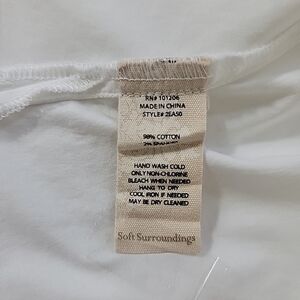 RN# 101206
MADE IN CHINA
STYLE# 2EA50
98% COTTON
2%
HAND WASH COLD
ONLY NON-CHLORINE
BLEACH WHEN NEEDED
HANG TO DRY
COOL IRON IF NEEDED
MAY BE DRY CLEANED
Soft Surroundings